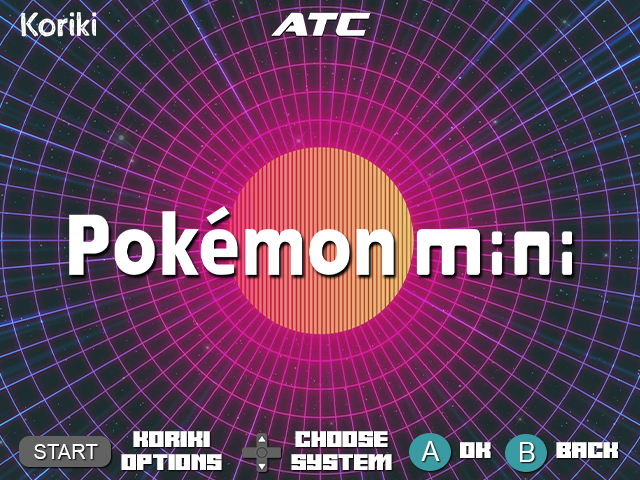 Koriki
ATC
Pokémon mini
START
KORIKI OPTIONS
CHOOSE SYSTEM
A OK
B BACK